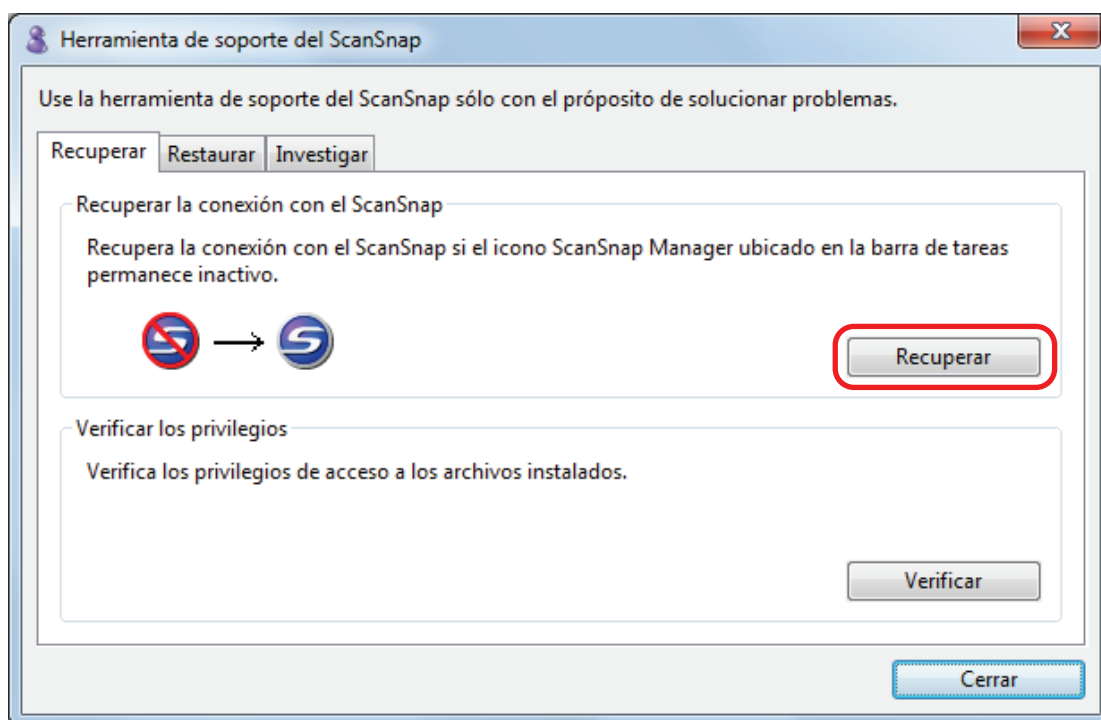 Herramienta de soporte del ScanSnap
Use la herramienta de soporte del ScanSnap sólo con el próposito de solucionar problemas.
Recuperar Restaurar Investigar
Recuperar la conexión con el ScanSnap
Recupera la conexión con el ScanSnap si el icono ScanSnap Manager ubicado en la barra de tareas
permanece inactivo.
Recuperar
Verificar los privilegios
Verifica los privilegios de acceso a los archivos instalados.
Verificar
Cerrar